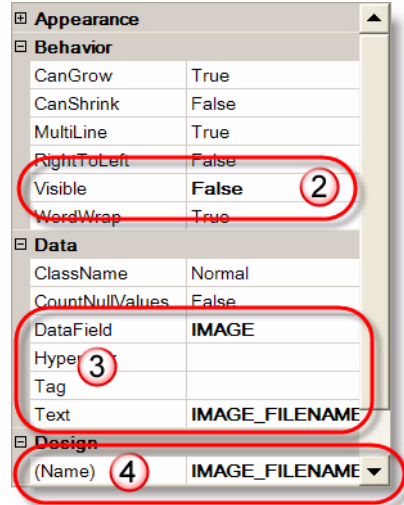 Appearance
Behavior
CanGrow True
CanShrink False
MultiLine True
RightToLeft False
Visible False 2
WordWrap True
Data
ClassName Normal
CountNullValues False
DataField IMAGE
3
Tag
Text IMAGE_FILENAME
Design
(Name) 4 IMAGE_FILENAME